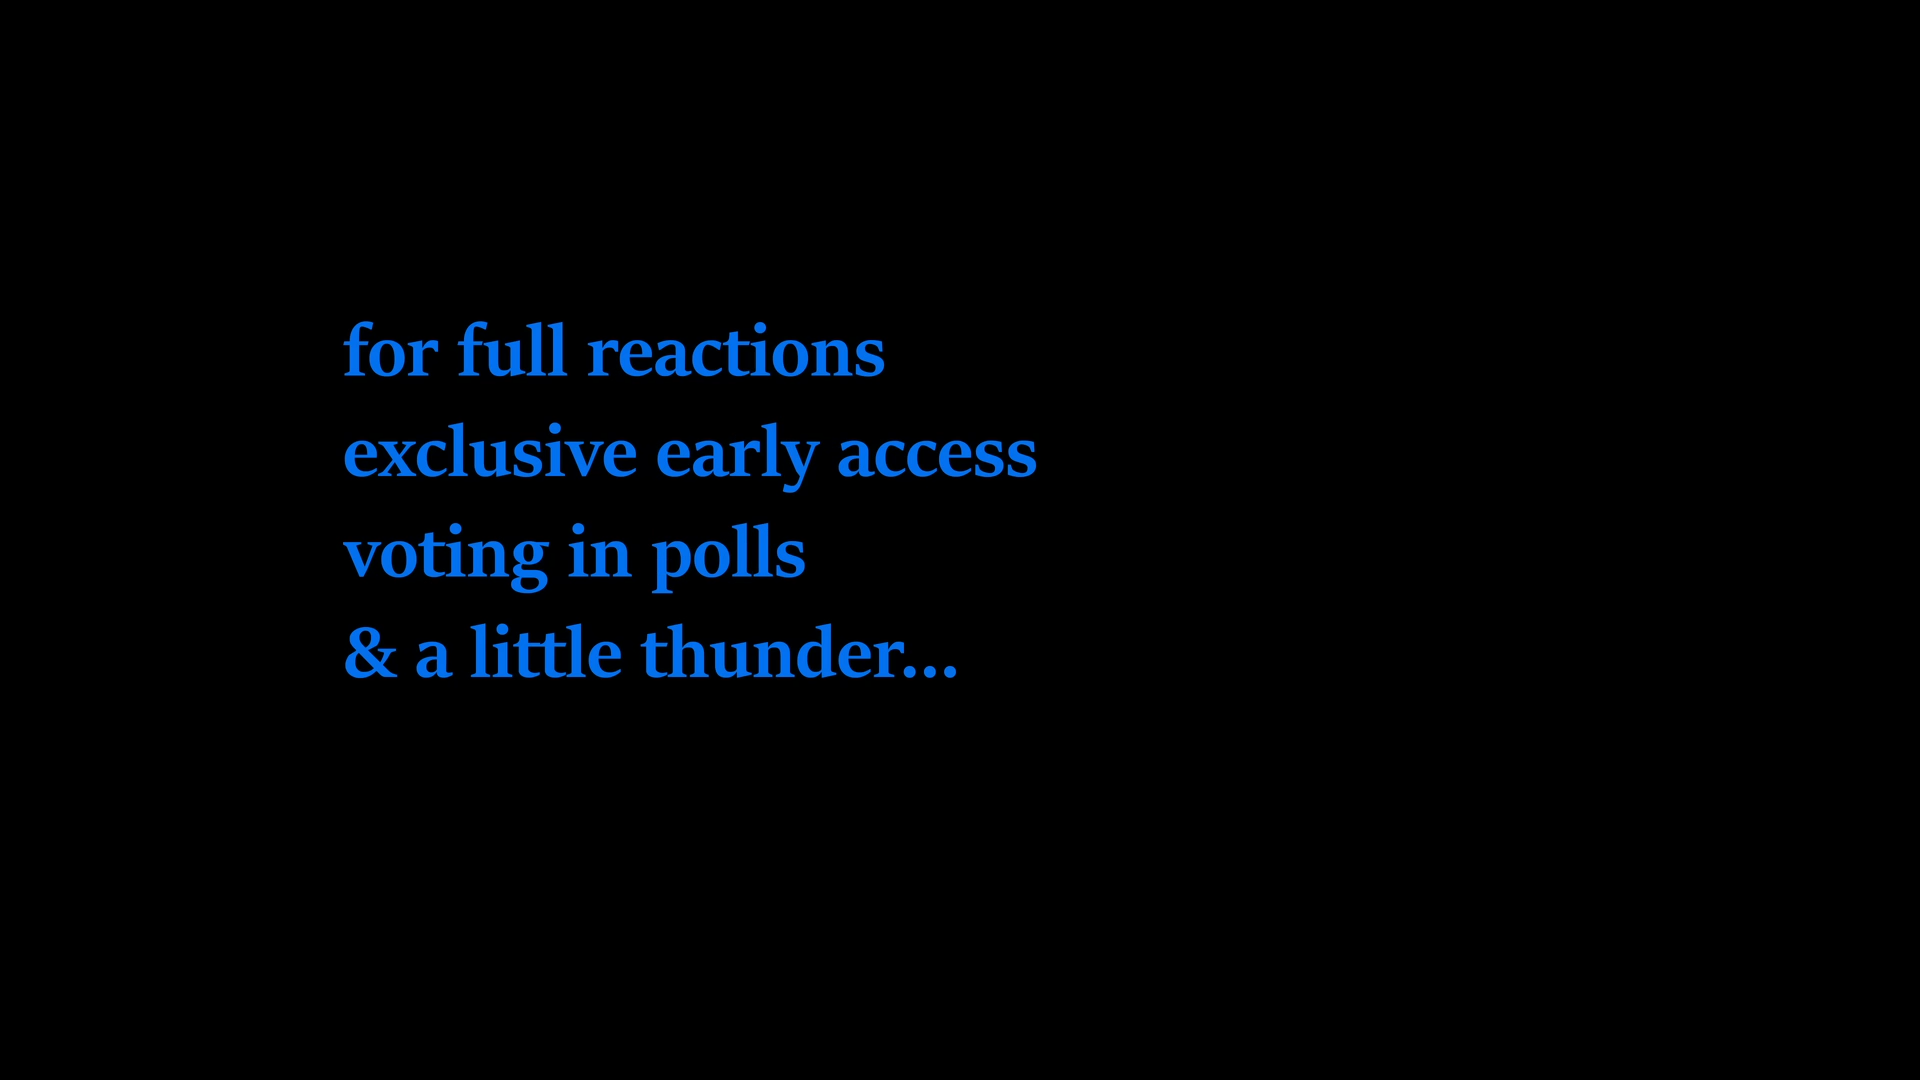 for full reactions
exclusive early access
voting in polls
& a little thunder...